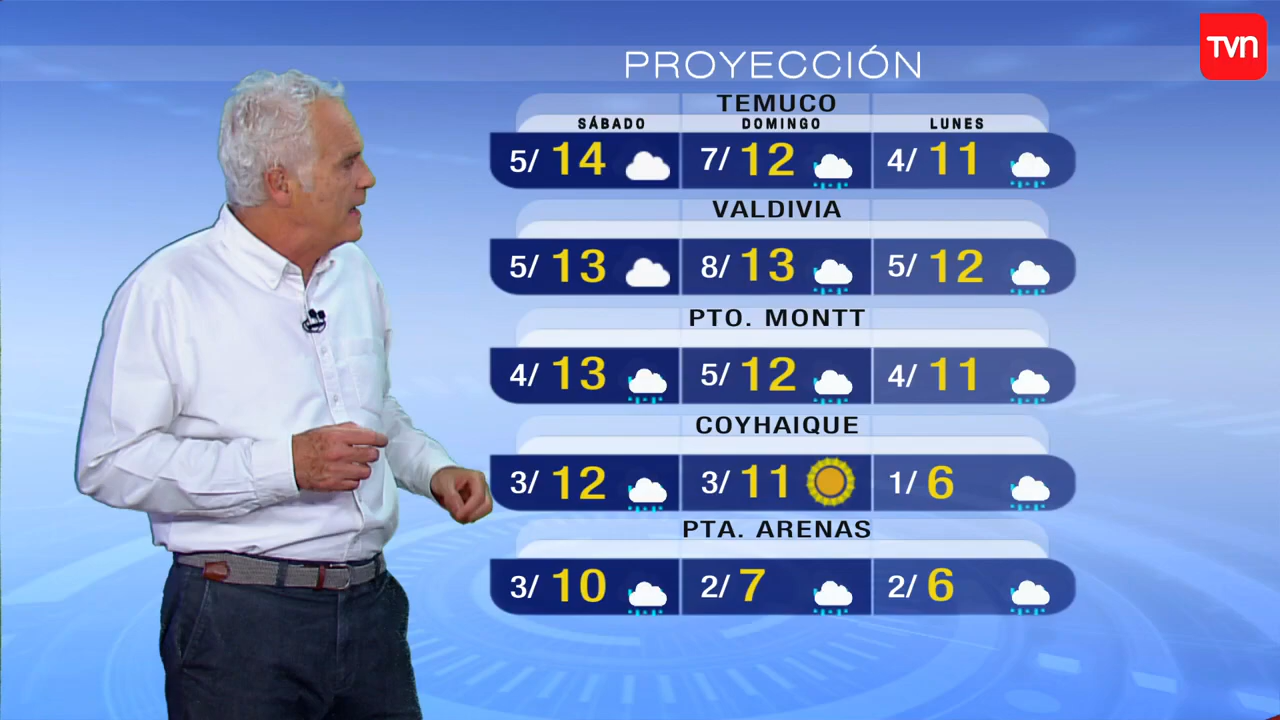 TVN
PROYECCIÓN
TEMUCO
SÁBADO DOMINGO LUNES
5/ 14 7/ 12 4/ 11
VALDIVIA
5/ 13 8/ 13 5/ 12
PTO. MONTT
4/ 13 5/ 12 4/ 11
COYHAIQUE
3/ 12 3/ 11 1/ 6
PTA. ARENAS
3/ 10 2/ 7 2/ 6